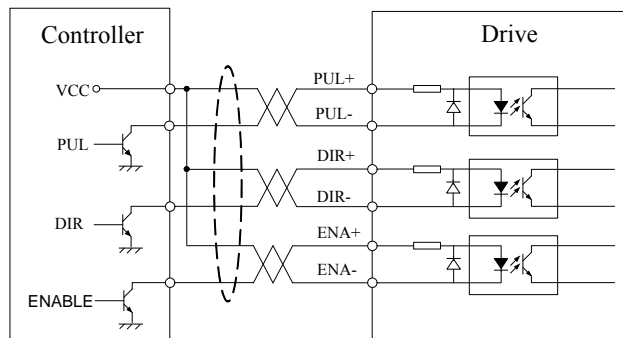 Controller
Drive
VCC
PUL+
PUL-
PUL
DIR+
DIR-
DIR
ENA+
ENA-
ENABLE